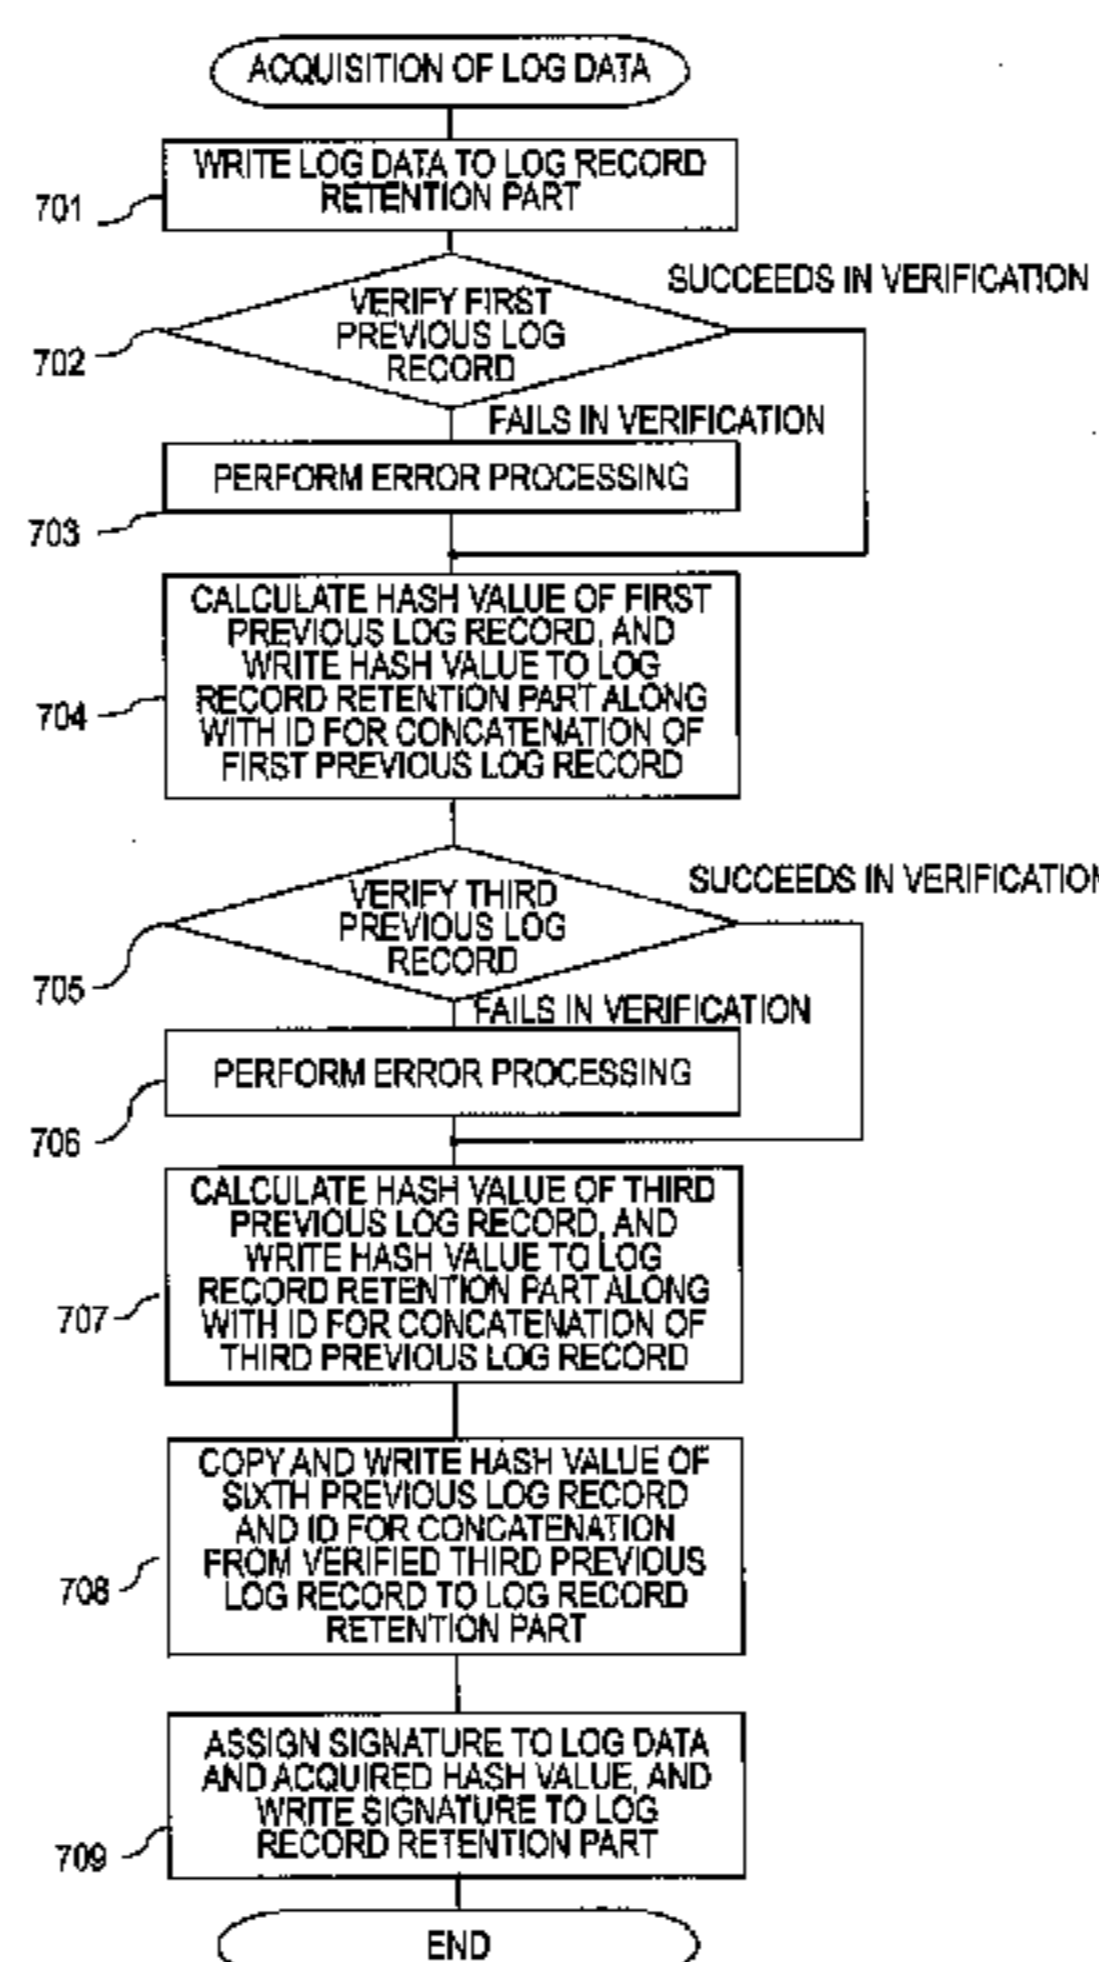 ACQUISITION OF LOG DATA
WRITE LOG DATA TO LOG RECORD
RETENTION PART
701
SUCCEEDS IN VERIFICATION
VERIFY FIRST
PREVIOUS LOG
RECORD
702
FAILS IN VERIFICATION
PERFORM ERROR PROCESSING
703
CALCULATE HASH VALUE OF FIRST
PREVIOUS LOG RECORD, AND
WRITE HASH VALUE TO LOG
RECORD RETENTION PART ALONG
WITH ID FOR CONCATENATION OF
FIRST PREVIOUS LOG RECORD
704
SUCCEEDS IN VERIFICATION
VERIFY THIRD
PREVIOUS LOG
RECORD
705
FAILS IN VERIFICATION
PERFORM ERROR PROCESSING
706
CALCULATE HASH VALUE OF THIRD
PREVIOUS LOG RECORD, AND
WRITE HASH VALUE TO LOG
RECORD RETENTION PART ALONG
WITH ID FOR CONCATENATION OF
THIRD PREVIOUS LOG RECORD
707
COPY AND WRITE HASH VALUE OF
SIXTH PREVIOUS LOG RECORD
AND ID FOR CONCATENATION
FROM VERIFIED THIRD PREVIOUS
LOG RECORD TO LOG RECORD
RETENTION PART
708
ASSIGN SIGNATURE TO LOG DATA
AND ACQUIRED HASH VALUE, AND
WRITE SIGNATURE TO LOG
RECORD RETENTION PART
709
END